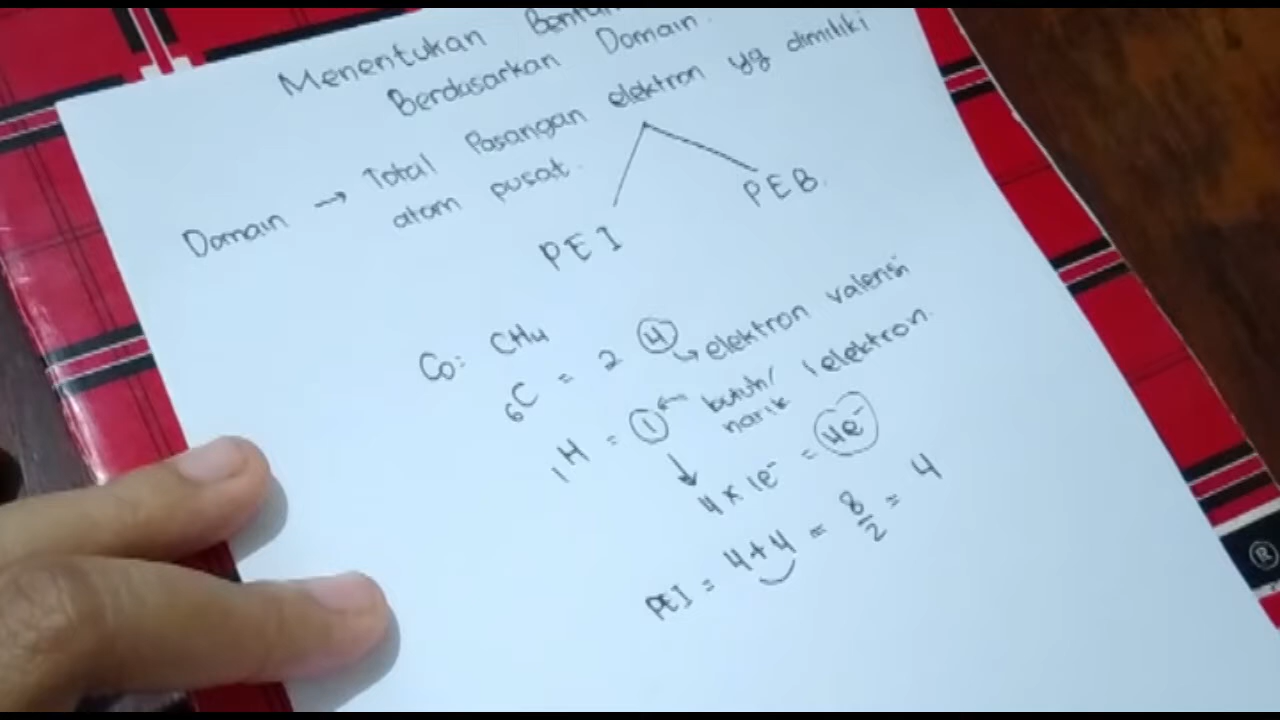 Menentukan
Berdasarkan Domain.
Domain → Total Pasangan elektron yg dimiliki
atom pusat.
PEI PEB.
Co: CH4
6C = 2 4 → elektron valensi
1H = 1 ← butuh/ 1 elektron.
narik
4 x 1e⁻ = 4e⁻
PEI = 4+4 = 8/2 = 4
®